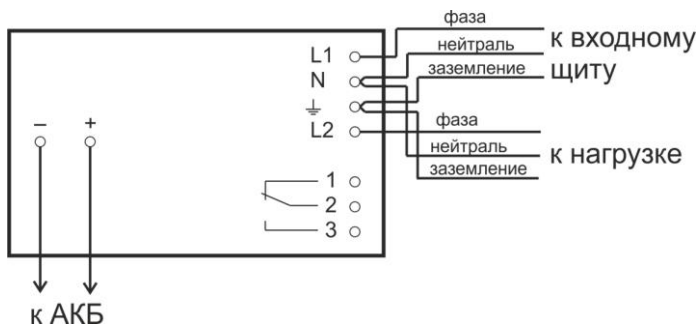 фаза
L1
к входному
нейтраль
N
заземление
щиту
L2
фаза
нейтраль
к нагрузке
заземление
– +
1
2
3
к АКБ